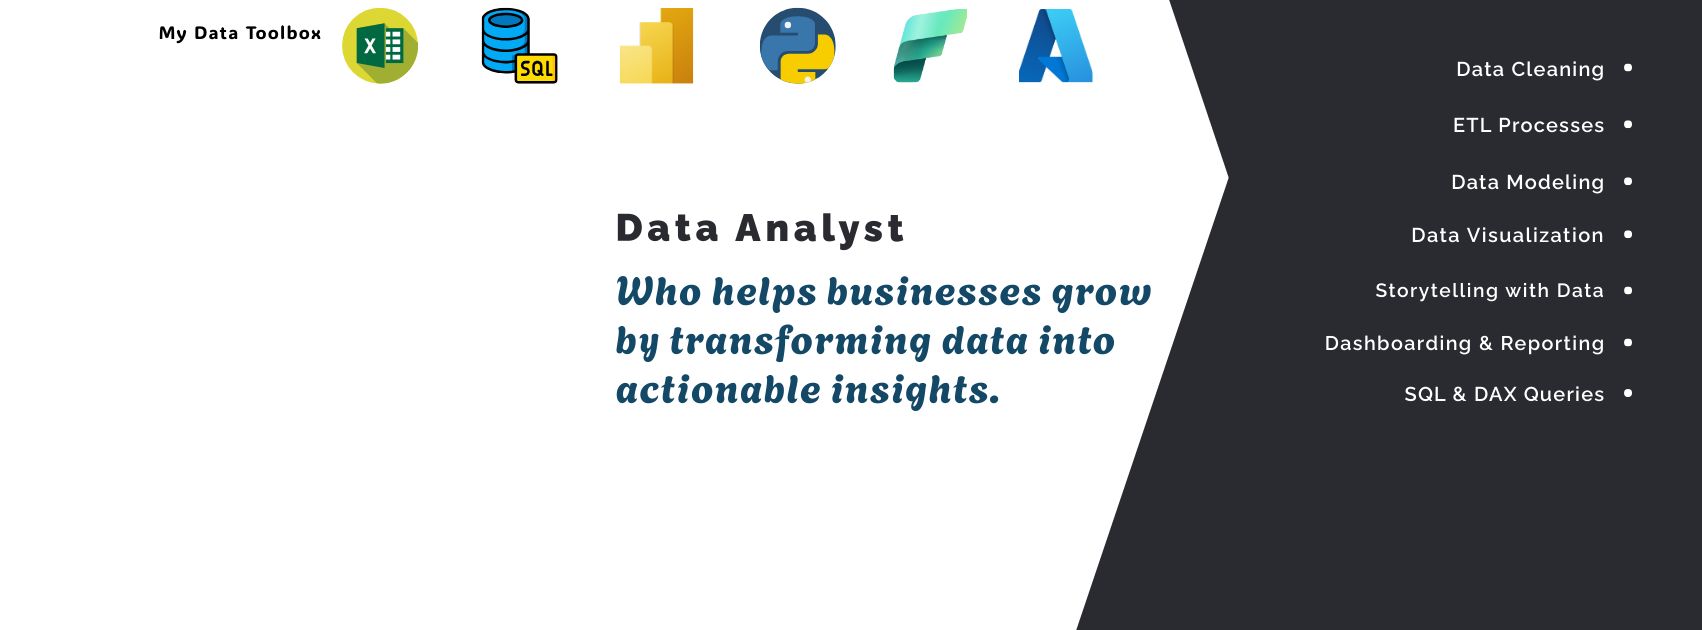 My Data Toolbox
X
SQL
Data Analyst
Who helps businesses grow
by transforming data into
actionable insights.
Data Cleaning
ETL Processes
Data Modeling
Data Visualization
Storytelling with Data
Dashboarding & Reporting
SQL & DAX Queries